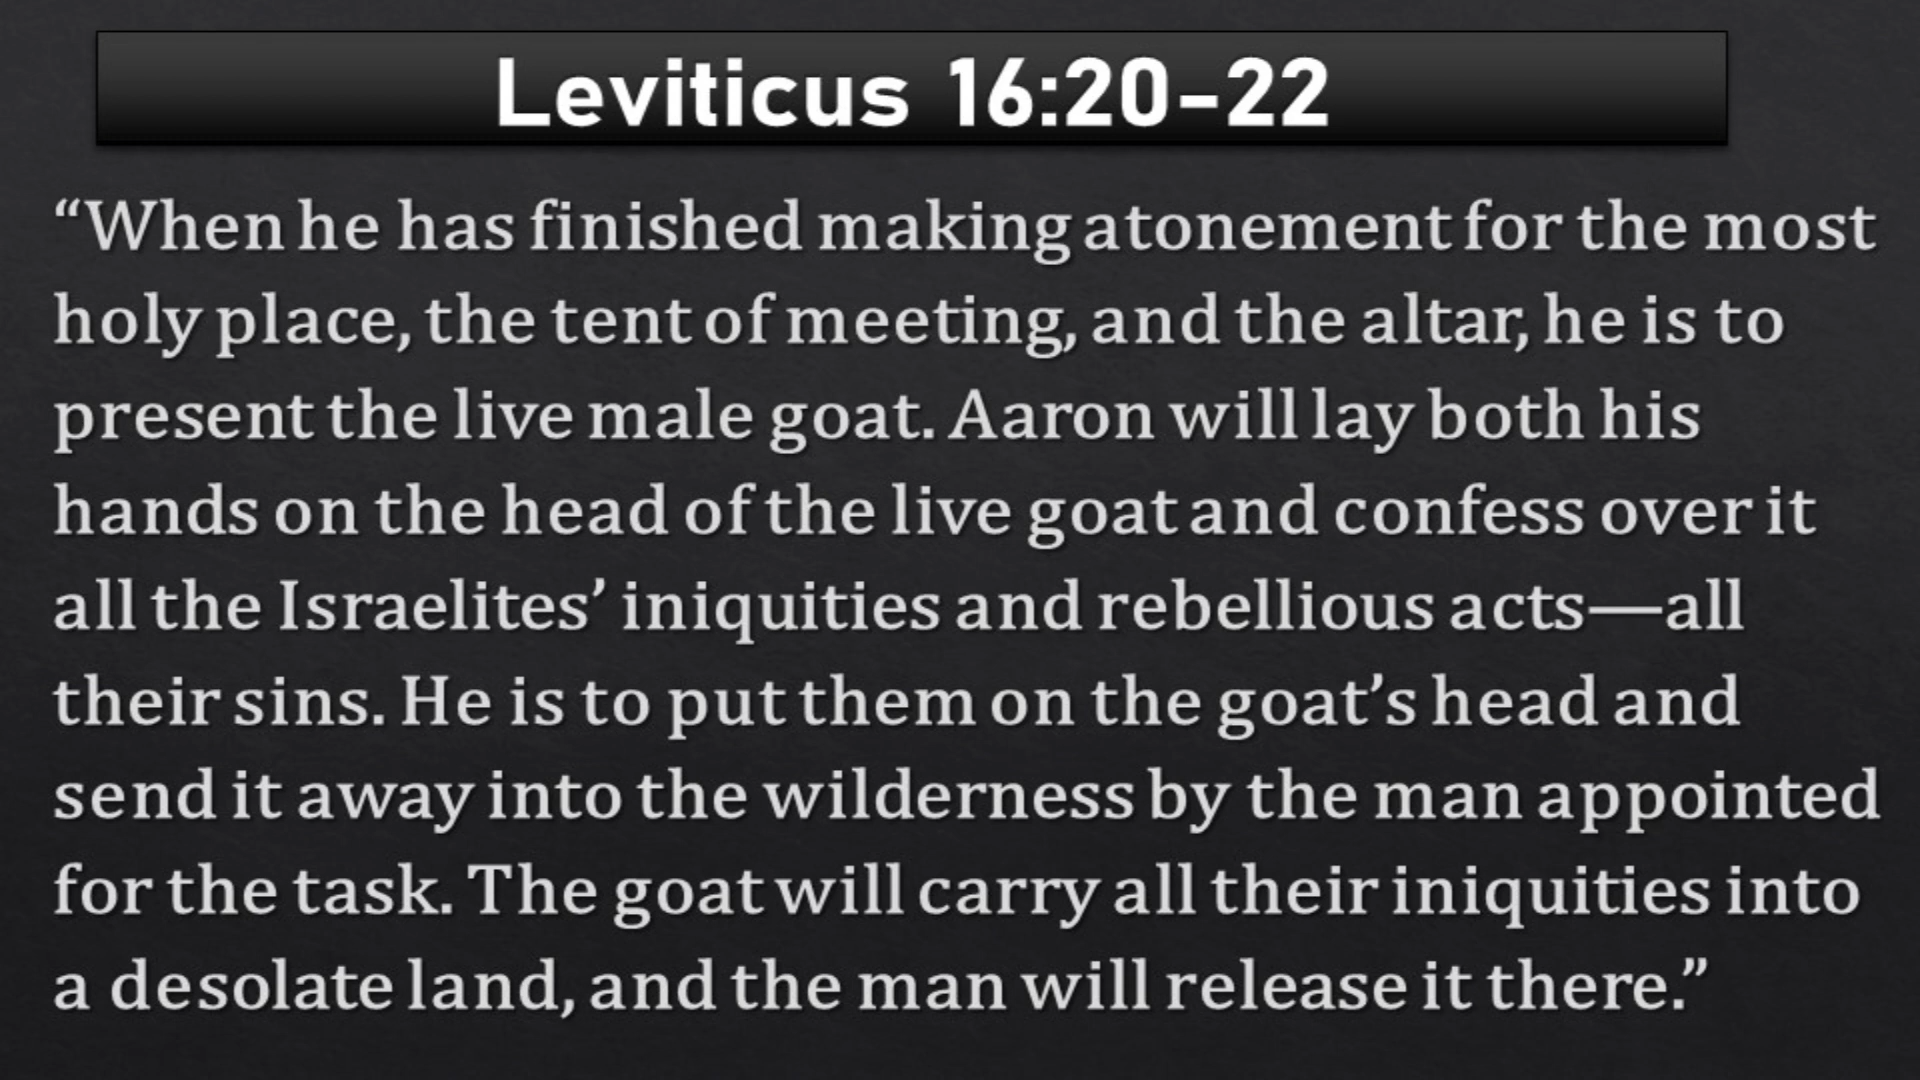 Leviticus 16:20-22
“When he has finished making atonement for the most
holy place, the tent of meeting, and the altar, he is to
present the live male goat. Aaron will lay both his
hands on the head of the live goat and confess over it
all the Israelites’ iniquities and rebellious acts—all
their sins. He is to put them on the goat’s head and
send it away into the wilderness by the man appointed
for the task. The goat will carry all their iniquities into
a desolate land, and the man will release it there.”